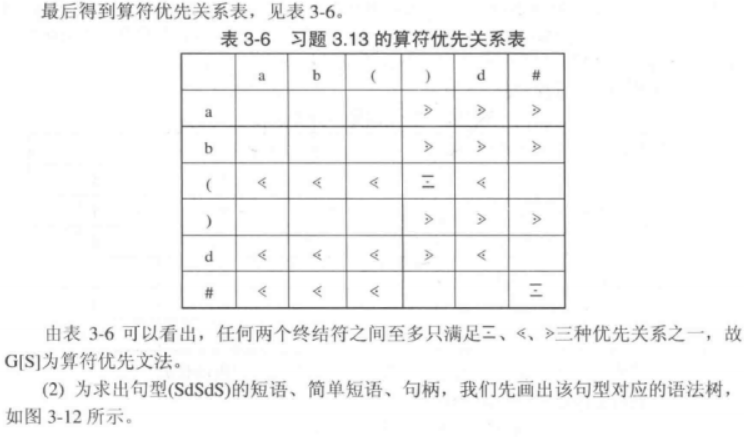 最后得到算符优先关系表，见表 3-6。
表 3-6 习题 3.13 的算符优先关系表
a b ( ) d #
a ⋗ ⋗ ⋗
b ⋗ ⋗ ⋗
( ⋖ ⋖ ⋖ ≖ ⋖
) ⋗ ⋗ ⋗
d ⋖ ⋖ ⋖ ⋗ ⋖
# ⋖ ⋖ ⋖ ≖
由表 3-6 可以看出，任何两个终结符之间至多只满足≖、⋖、⋗三种优先关系之一，故
G[S]为算符优先文法。
(2) 为求出句型(SdSdS)的短语、简单短语、句柄，我们先画出该句型对应的语法树，
如图 3-12 所示。